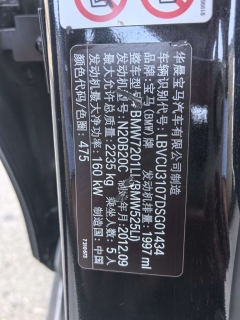 华晨宝马汽车有限公司制造
品牌:宝马(BMW)牌
车辆识别代号:LBVCU3107DSG01434
整车型号:BMW7201LL(BMW525Li)
发动机型号:N20B20C 发动机排量:1997 ml
最大允许总质量:2235 kg 制造年月:2012.09
发动机最大净功率:160 kW 乘坐人数:5人
颜色代码/色圈:475 制造国:中国